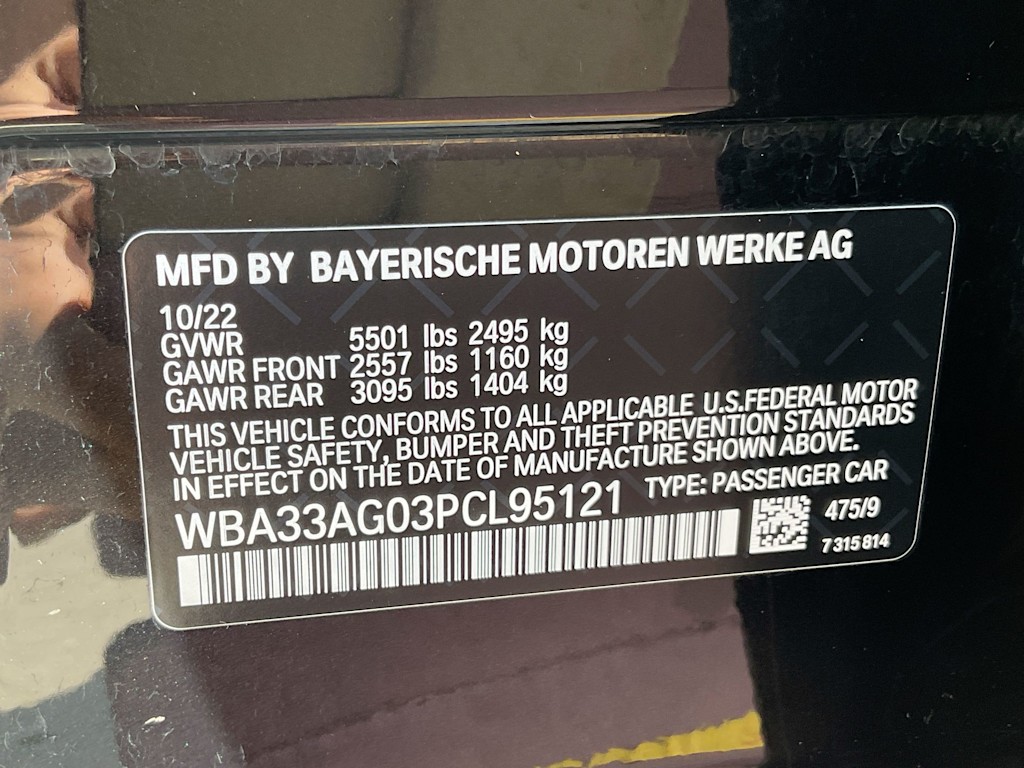 MFD BY BAYERISCHE MOTOREN WERKE AG
10/22
GVWR 5501 lbs 2495 kg
GAWR FRONT 2557 lbs 1160 kg
GAWR REAR 3095 lbs 1404 kg
THIS VEHICLE CONFORMS TO ALL APPLICABLE U.S.FEDERAL MOTOR
VEHICLE SAFETY, BUMPER AND THEFT PREVENTION STANDARDS
IN EFFECT ON THE DATE OF MANUFACTURE SHOWN ABOVE.
WBA33AG03PCL95121 TYPE: PASSENGER CAR
475/9
7 315 814